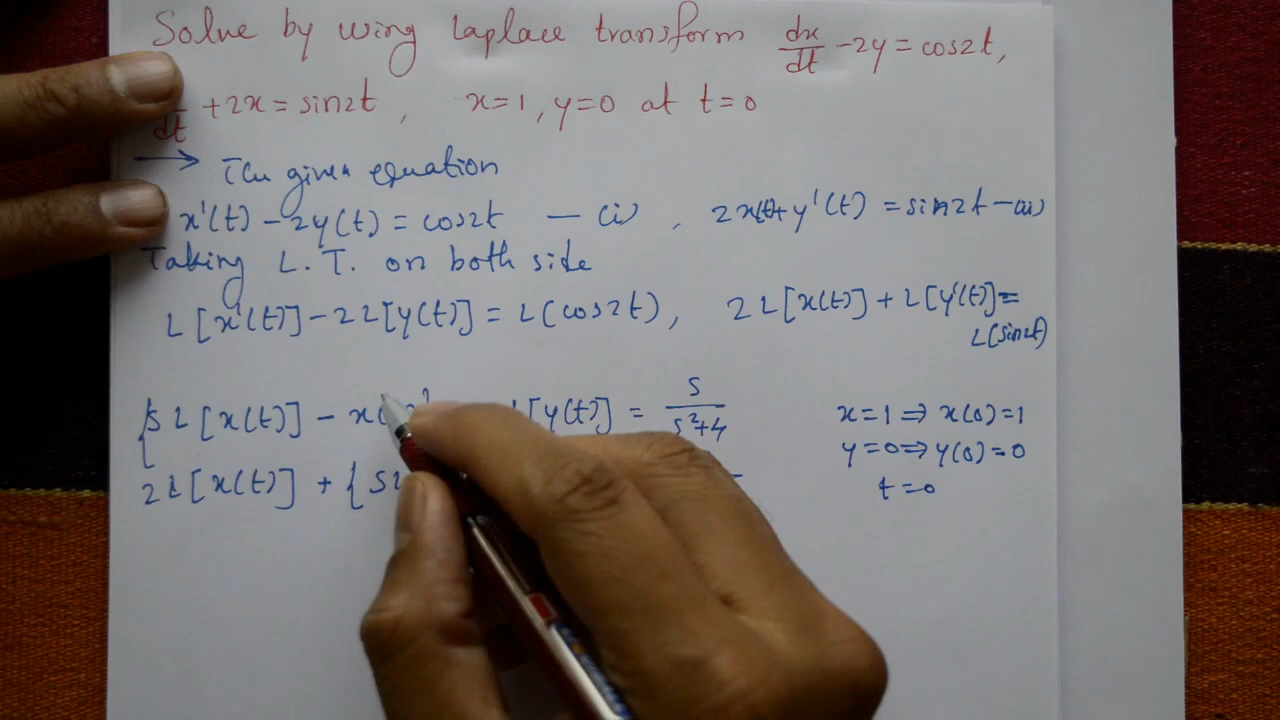 Solve by using Laplace transform dx/dt - 2y = cos2t,
dt + 2x = sin2t , x=1, y=0 at t=0
→ The given equation
x'(t) - 2y(t) = cos2t — (i) , 2x(t) + y'(t) = sin2t — (ii)
Taking L. T. on both side
L[x'(t)] - 2L[y(t)] = L(cos2t), 2L[x(t)] + L[y'(t)] =
L(sin2t)
{sL[x(t)] - x( [y(t)] = s/s²+4
2L[x(t)] + {s
x=1 ⇒ x(0)=1
y=0 ⇒ y(0)=0
t=0